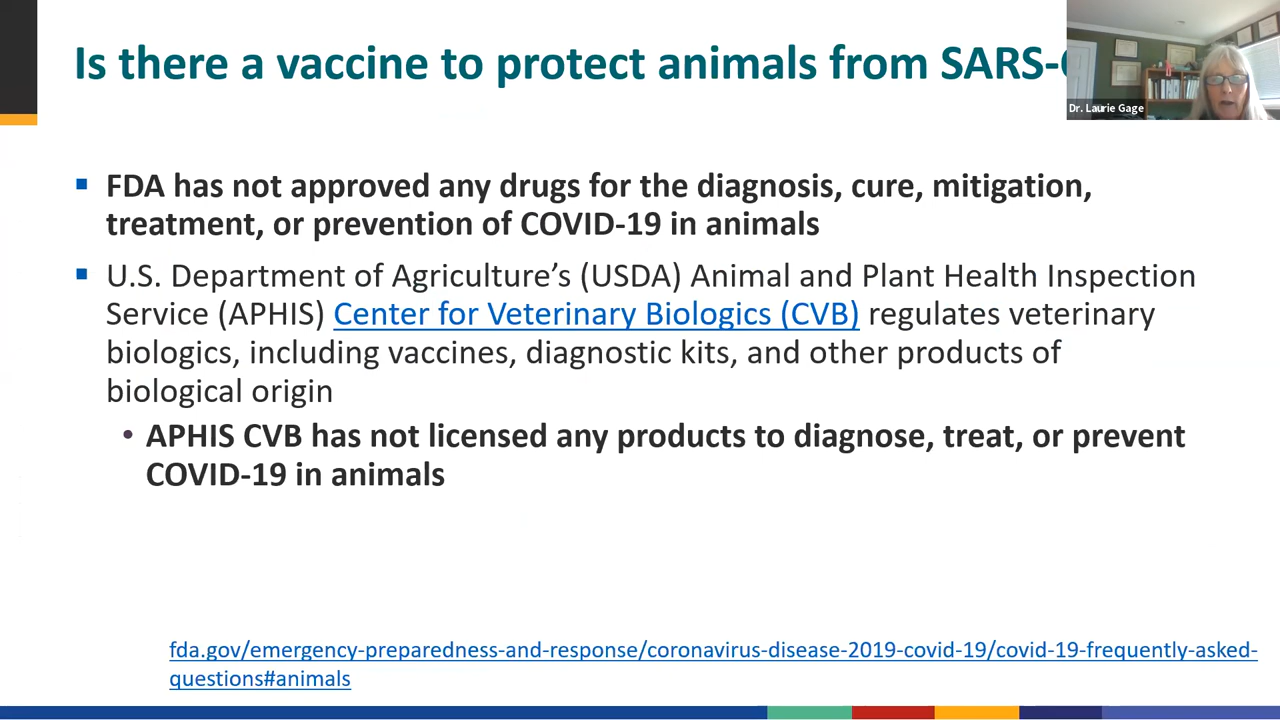 Is there a vaccine to protect animals from SARS-
Dr. Laurie Gage
FDA has not approved any drugs for the diagnosis, cure, mitigation,
treatment, or prevention of COVID-19 in animals
U.S. Department of Agriculture’s (USDA) Animal and Plant Health Inspection
Service (APHIS) Center for Veterinary Biologics (CVB) regulates veterinary
biologics, including vaccines, diagnostic kits, and other products of
biological origin
APHIS CVB has not licensed any products to diagnose, treat, or prevent
COVID-19 in animals
fda.gov/emergency-preparedness-and-response/coronavirus-disease-2019-covid-19/covid-19-frequently-asked-
questions#animals